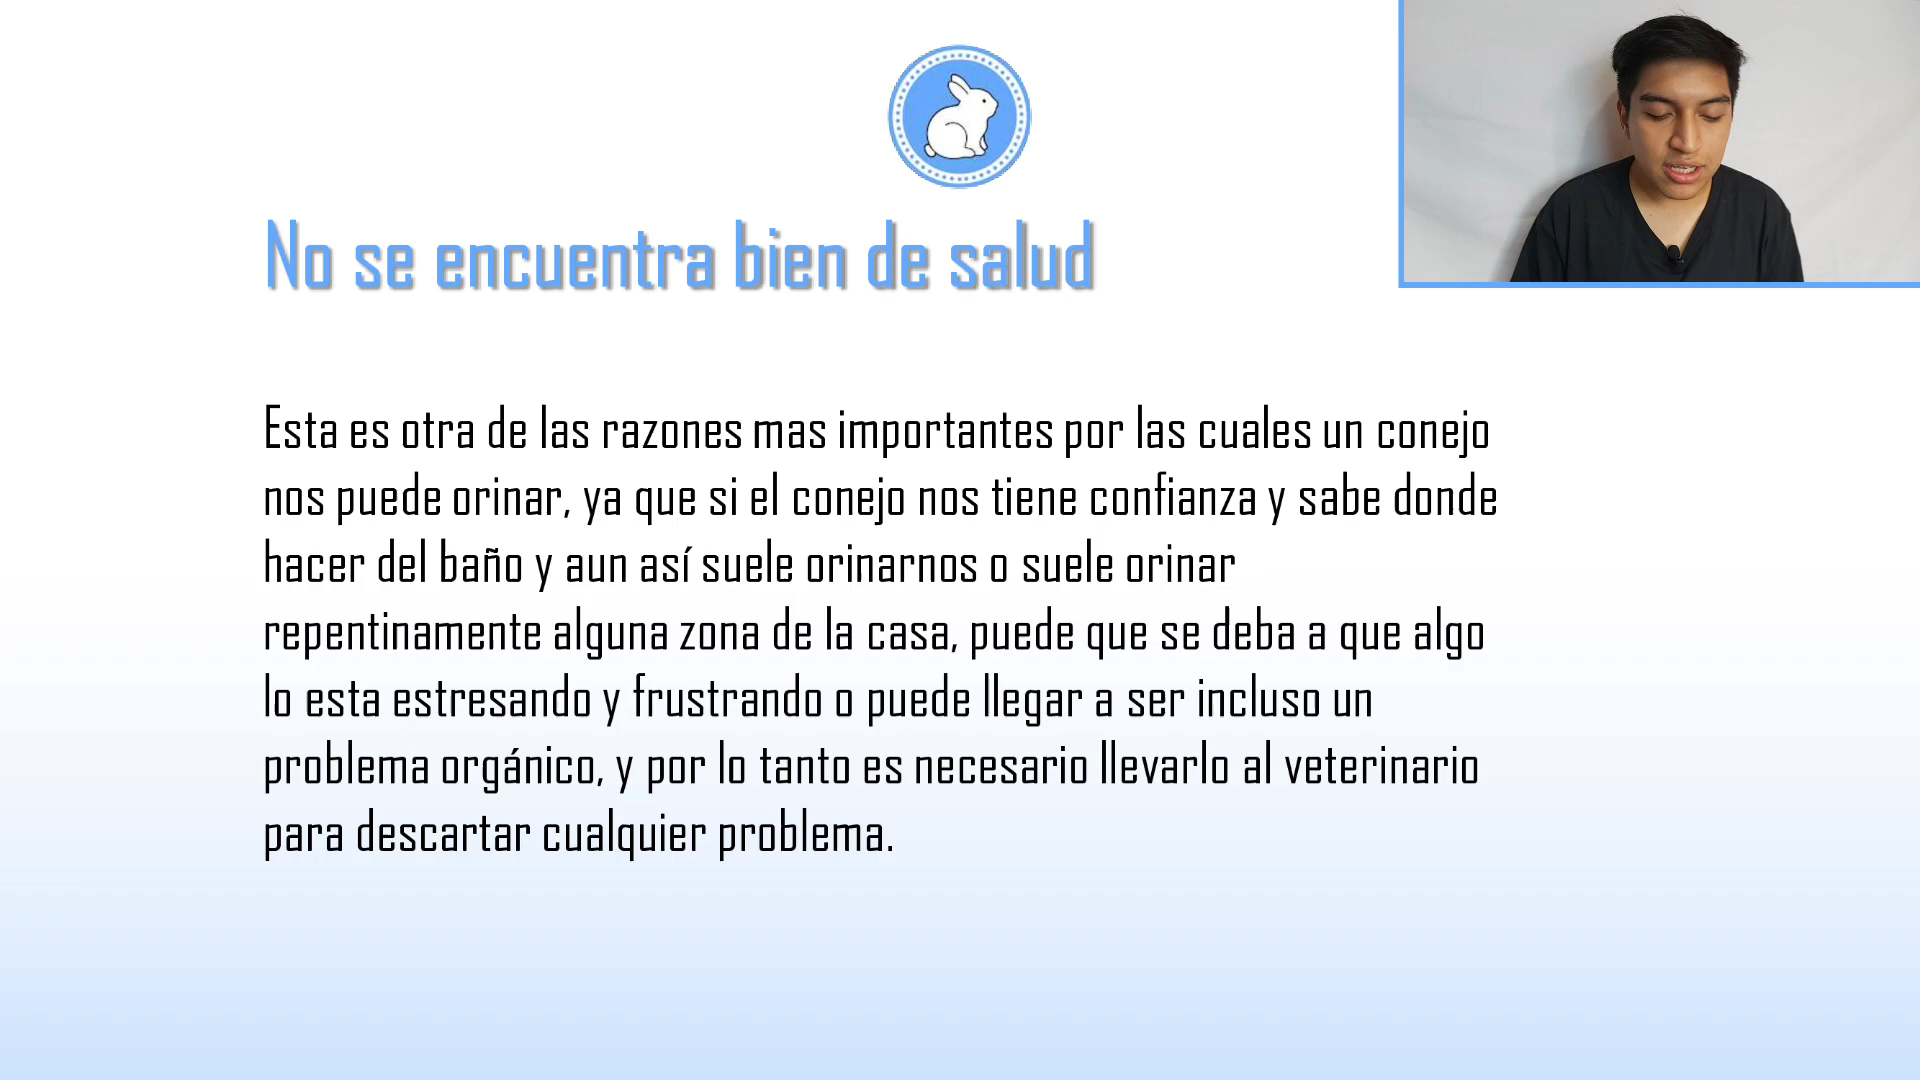 No se encuentra bien de salud
Esta es otra de las razones mas importantes por las cuales un conejo
nos puede orinar, ya que si el conejo nos tiene confianza y sabe donde
hacer del baño y aun así suele orinarnos o suele orinar
repentinamente alguna zona de la casa, puede que se deba a que algo
lo esta estresando y frustrando o puede llegar a ser incluso un
problema orgánico, y por lo tanto es necesario llevarlo al veterinario
para descartar cualquier problema.